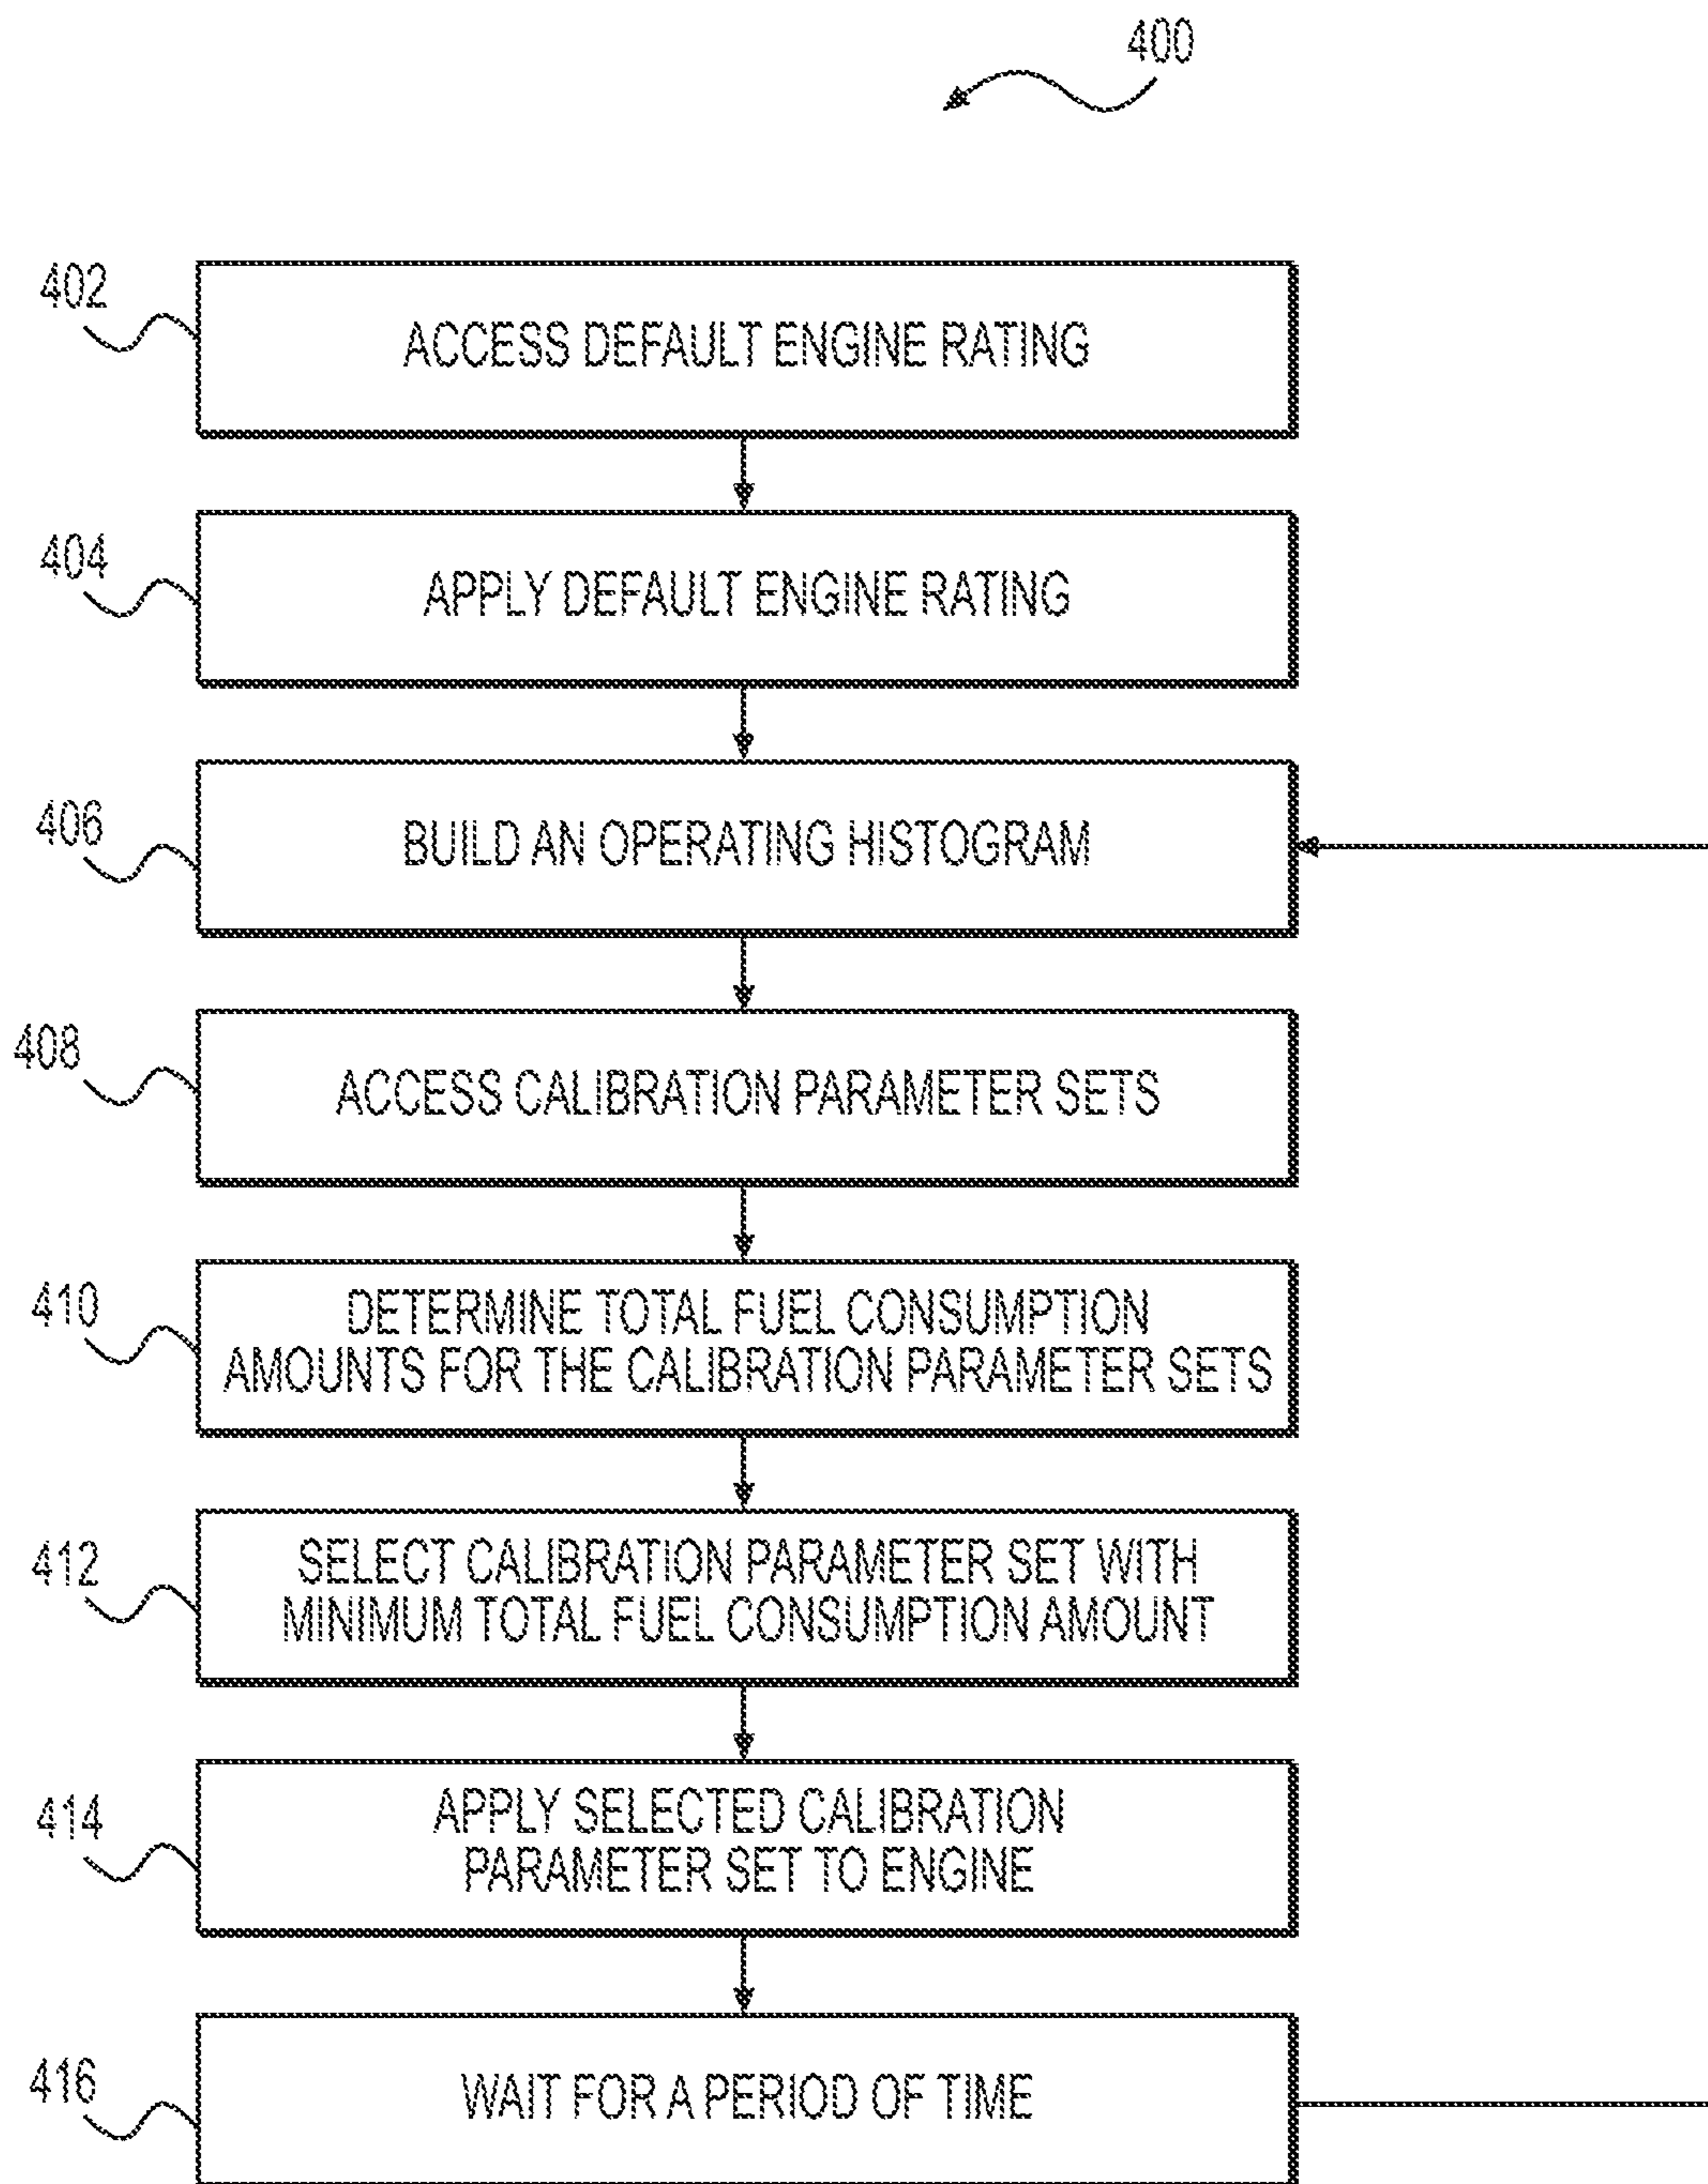 400
402
ACCESS DEFAULT ENGINE RATING
404
APPLY DEFAULT ENGINE RATING
406
BUILD AN OPERATING HISTOGRAM
408
ACCESS CALIBRATION PARAMETER SETS
410
DETERMINE TOTAL FUEL CONSUMPTION
AMOUNTS FOR THE CALIBRATION PARAMETER SETS
412
SELECT CALIBRATION PARAMETER SET WITH
MINIMUM TOTAL FUEL CONSUMPTION AMOUNT
414
APPLY SELECTED CALIBRATION
PARAMETER SET TO ENGINE
416
WAIT FOR A PERIOD OF TIME